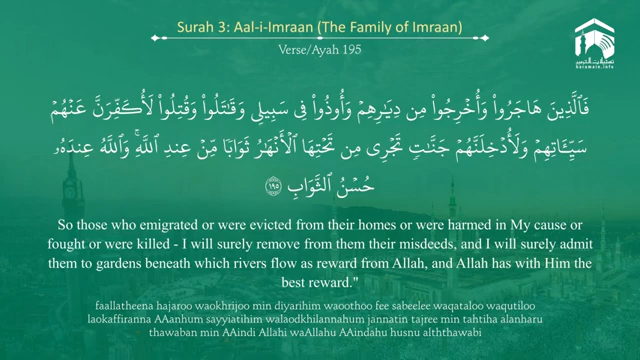 Surah 3: Aal-i-Imraan (The Family of Imraan)
Verse/Ayah 195
haramain.info
فَٱلَّذِينَ هَاجَرُوا۟ وَأُخْرِجُوا۟ مِن دِيَـٰرِهِمْ وَأُوذُوا۟ فِى سَبِيلِى وَقَـٰتَلُوا۟ وَقُتِلُوا۟ لَأُكَفِّرَنَّ عَنْهُمْ
سَيِّـَٔاتِهِمْ وَلَأُدْخِلَنَّهُمْ جَنَّـٰتٍ تَجْرِى مِن تَحْتِهَا ٱلْأَنْهَـٰرُ ثَوَابًا مِّنْ عِندِ ٱللَّهِ ۗ وَٱللَّهُ عِندَهُۥ
حُسْنُ ٱلثَّوَابِ ١٩٥
So those who emigrated or were evicted from their homes or were harmed in My cause or
fought or were killed - I will surely remove from them their misdeeds, and I will surely admit
them to gardens beneath which rivers flow as reward from Allah, and Allah has with Him the
best reward."
faallatheena hajaroo waokhrijoo min diyarihim waoothoo fee sabeelee waqataloo waqutiloo
laokaffiranna AAanhum sayyiatihim walaodkhilannahum jannatin tajree min tahtiha alanharu
thawaban min AAindi Allahi waAllahu AAindahu husnu alththawabi